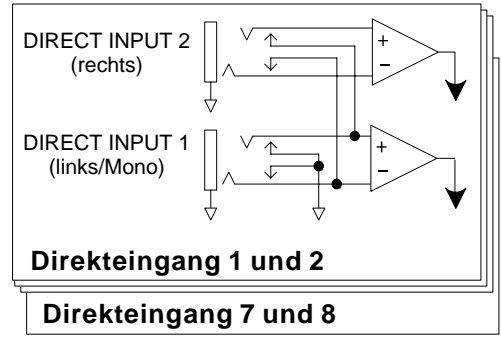 DIRECT INPUT 2
(rechts)
+
−
DIRECT INPUT 1
(links/Mono)
+
−
Direkteingang 1 und 2
Direkteingang 7 und 8